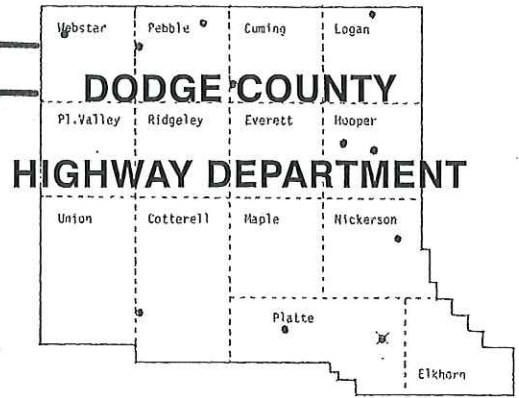 Webster Pebble Cuming Logan
DODGE COUNTY
Pl.Valley Ridgeley Everett Hooper
HIGHWAY DEPARTMENT
Union Cotterell Maple Nickerson
Platte
Elkhorn